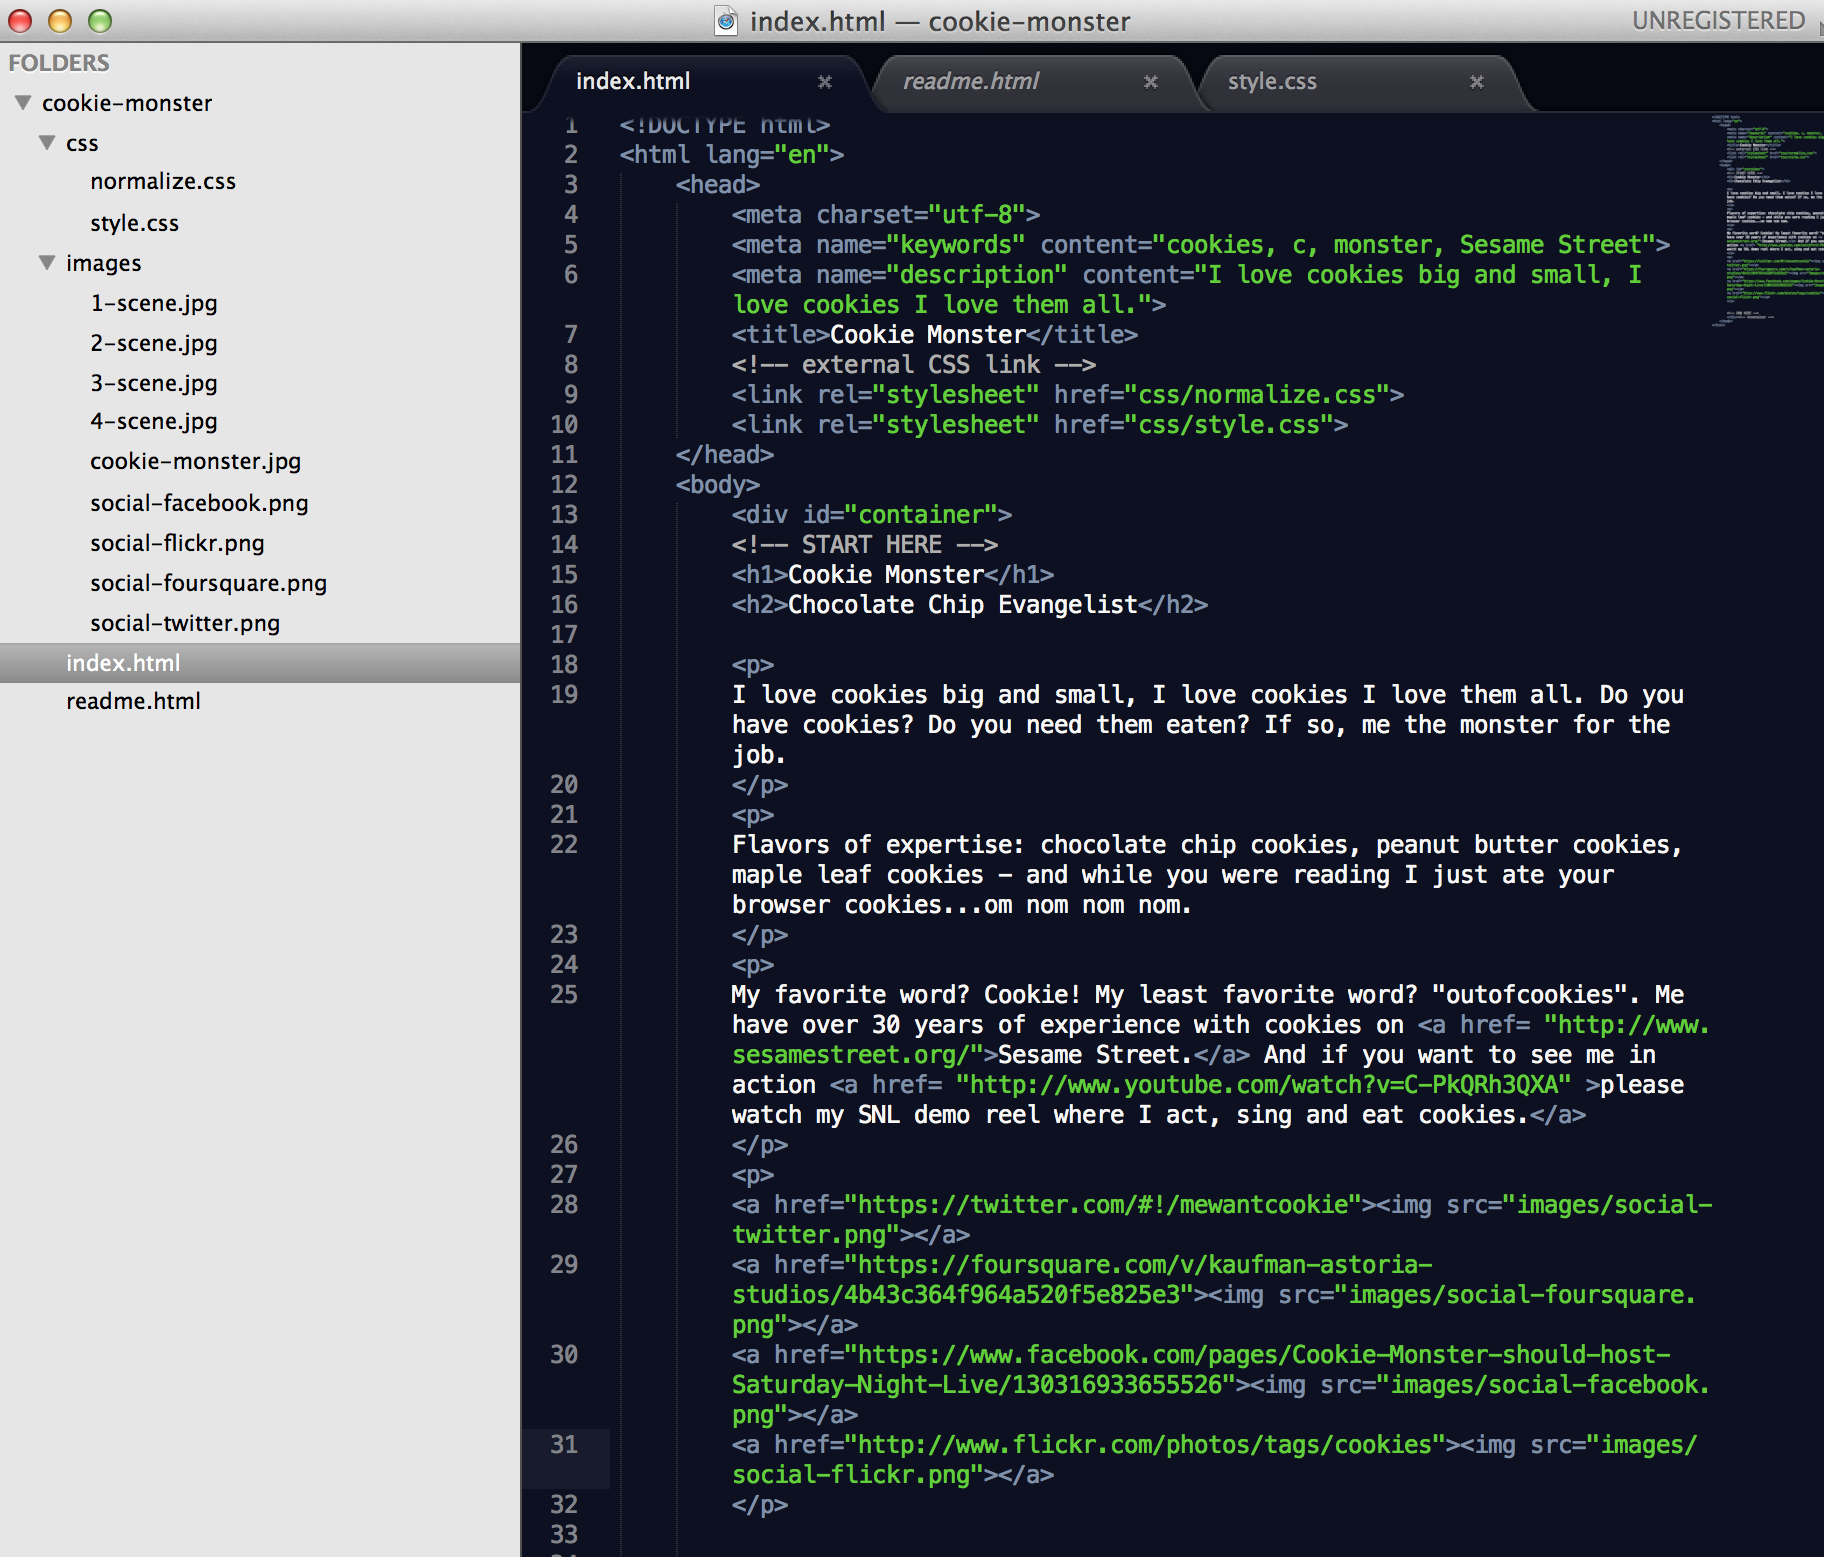 index.html — cookie-monster
UNREGISTERED
FOLDERS
cookie-monster
css
normalize.css
style.css
images
1-scene.jpg
2-scene.jpg
3-scene.jpg
4-scene.jpg
cookie-monster.jpg
social-facebook.png
social-flickr.png
social-foursquare.png
social-twitter.png
index.html
readme.html
index.html
readme.html
style.css
1 <!DOCTYPE html>
2 <html lang="en">
3 <head>
4 <meta charset="utf-8">
5 <meta name="keywords" content="cookies, c, monster, Sesame Street">
6 <meta name="description" content="I love cookies big and small, I
love cookies I love them all.">
7 <title>Cookie Monster</title>
8 <!-- external CSS link -->
9 <link rel="stylesheet" href="css/normalize.css">
10 <link rel="stylesheet" href="css/style.css">
11 </head>
12 <body>
13 <div id="container">
14 <!-- START HERE -->
15 <h1>Cookie Monster</h1>
16 <h2>Chocolate Chip Evangelist</h2>
17
18 <p>
19 I love cookies big and small, I love cookies I love them all. Do you
have cookies? Do you need them eaten? If so, me the monster for the
job.
20 </p>
21 <p>
22 Flavors of expertise: chocolate chip cookies, peanut butter cookies,
maple leaf cookies - and while you were reading I just ate your
browser cookies...om nom nom nom.
23 </p>
24 <p>
25 My favorite word? Cookie! My least favorite word? "outofcookies". Me
have over 30 years of experience with cookies on <a href= "http://www.
sesamestreet.org/">Sesame Street.</a> And if you want to see me in
action <a href= "http://www.youtube.com/watch?v=C-PkQRh3QXA" >please
watch my SNL demo reel where I act, sing and eat cookies.</a>
26 </p>
27 <p>
28 <a href="https://twitter.com/#!/mewantcookie"><img src="images/social-
twitter.png"></a>
29 <a href="https://foursquare.com/v/kaufman-astoria-
studios/4b43c364f964a520f5e825e3"><img src="images/social-foursquare.
png"></a>
30 <a href="https://www.facebook.com/pages/Cookie-Monster-should-host-
Saturday-Night-Live/130316933655526"><img src="images/social-facebook.
png"></a>
31 <a href="http://www.flickr.com/photos/tags/cookies"><img src="images/
social-flickr.png"></a>
32 </p>
33